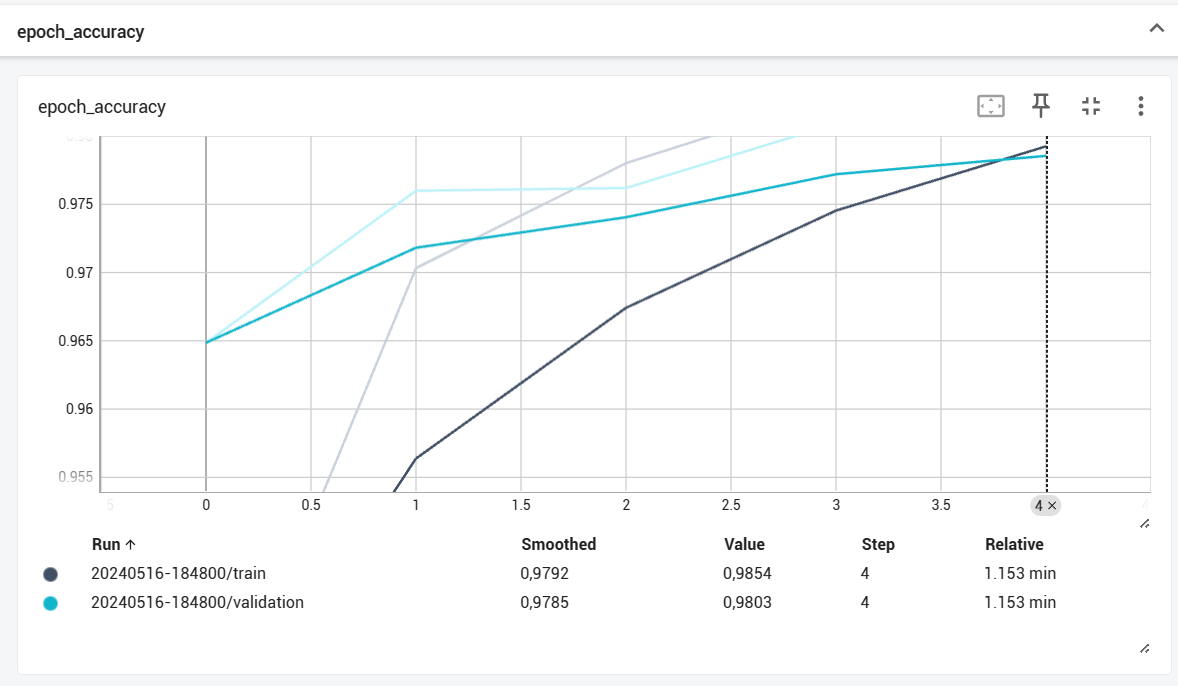 epoch_accuracy
epoch_accuracy
0.975
0.97
0.965
0.96
0.955
0 0.5 1 1.5 2 2.5 3 3.5 4 ×
Run ↑ Smoothed Value Step Relative
20240516-184800/train 0,9792 0,9854 4 1.153 min
20240516-184800/validation 0,9785 0,9803 4 1.153 min